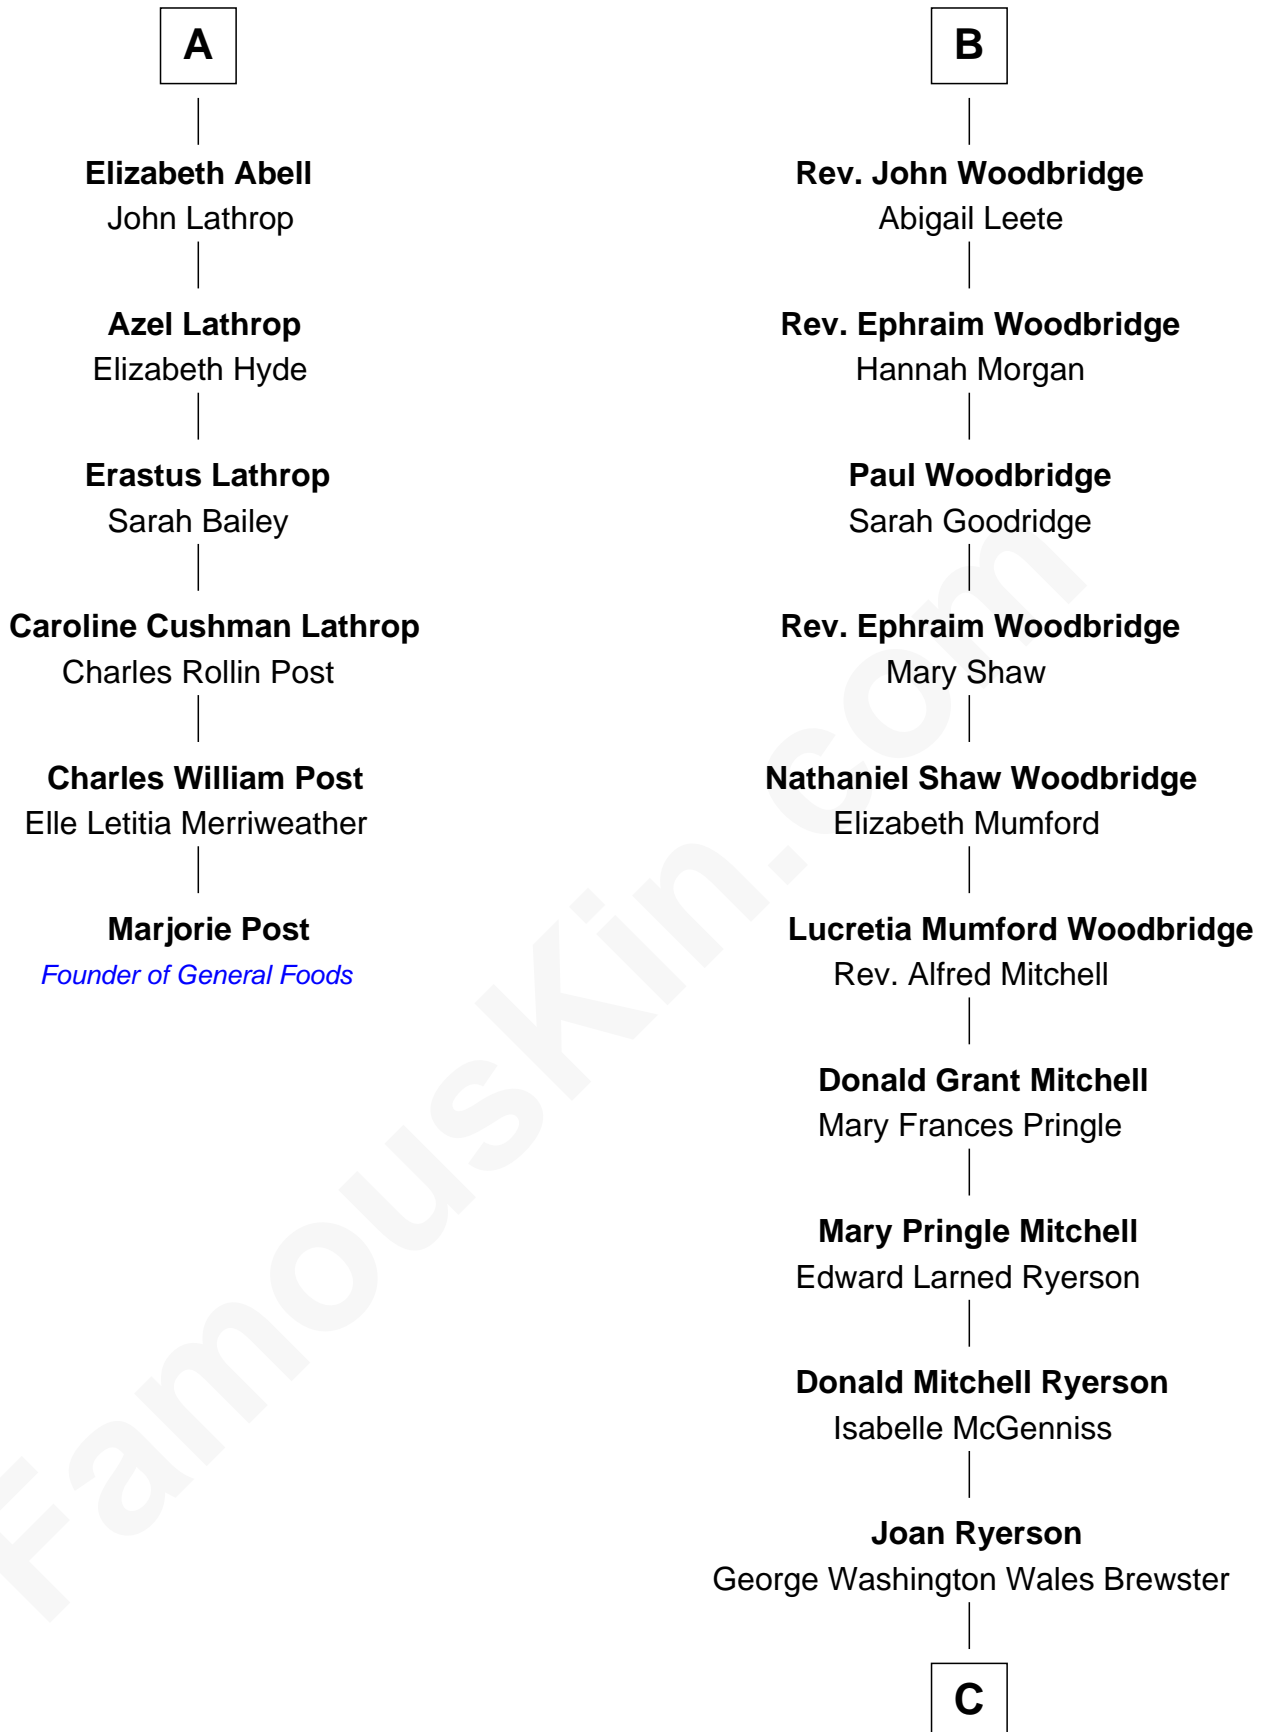 A
Elizabeth Abell
John Lathrop
Azel Lathrop
Elizabeth Hyde
Erastus Lathrop
Sarah Bailey
Caroline Cushman Lathrop
Charles Rollin Post
Charles William Post
Elle Letitia Merriweather
Marjorie Post
Founder of General Foods
B
Rev. John Woodbridge
Abigail Leete
Rev. Ephraim Woodbridge
Hannah Morgan
Paul Woodbridge
Sarah Goodridge
Rev. Ephraim Woodbridge
Mary Shaw
Nathaniel Shaw Woodbridge
Elizabeth Mumford
Lucretia Mumford Woodbridge
Rev. Alfred Mitchell
Donald Grant Mitchell
Mary Frances Pringle
Mary Pringle Mitchell
Edward Larned Ryerson
Donald Mitchell Ryerson
Isabelle McGenniss
Joan Ryerson
George Washington Wales Brewster
C
FamousKin.com